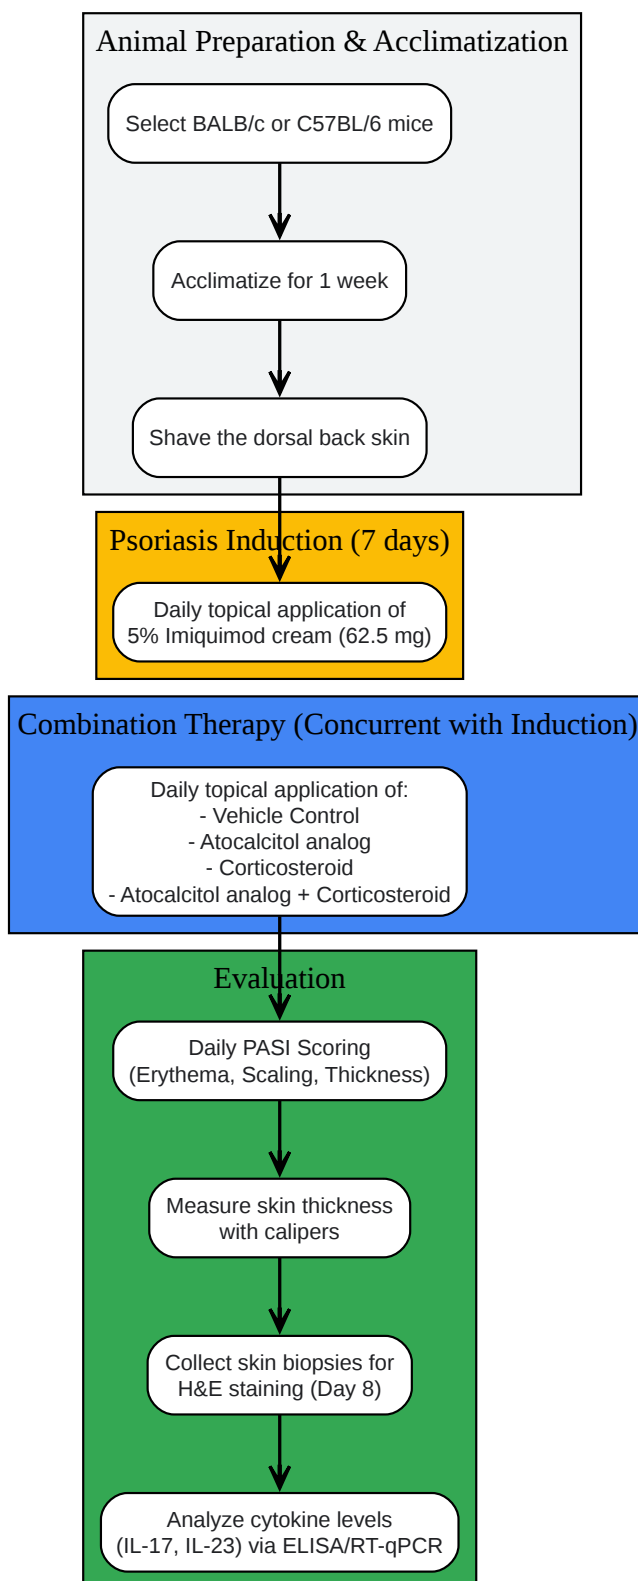 Animal Preparation & Acclimatization
Select BALB/c or C57BL/6 mice
Acclimatize for 1 week
Shave the dorsal back skin
Psoriasis Induction (7 days)
Daily topical application of
5% Imiquimod cream (62.5 mg)
Combination Therapy (Concurrent with Induction)
Daily topical application of:
- Vehicle Control
- Atocalcitol analog
- Corticosteroid
- Atocalcitol analog + Corticosteroid
Evaluation
Daily PASI Scoring
(Erythema, Scaling, Thickness)
Measure skin thickness
with calipers
Collect skin biopsies for
H&E staining (Day 8)
Analyze cytokine levels
(IL-17, IL-23) via ELISA/RT-qPCR